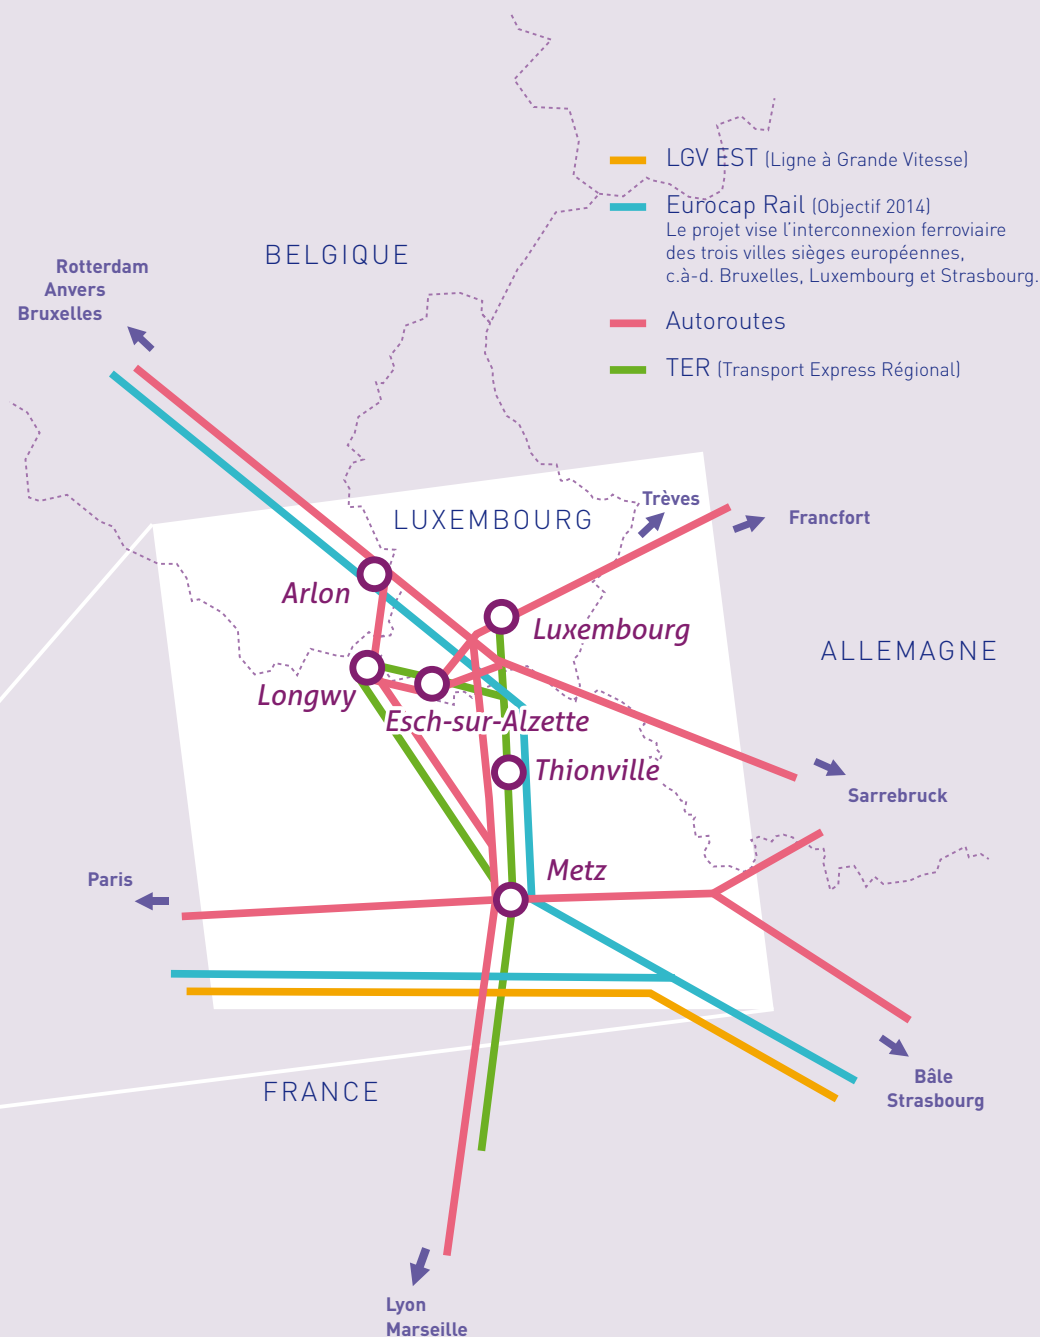 LGV EST (Ligne à Grande Vitesse)
Eurocap Rail (Objectif 2014)
Le projet vise l'interconnexion ferroviaire
des trois villes sièges européennes,
c.à-d. Bruxelles, Luxembourg et Strasbourg.
Autoroutes
TER (Transport Express Régional)
BELGIQUE
Rotterdam
Anvers
Bruxelles
LUXEMBOURG
Trèves
Francfort
Arlon
Luxembourg
ALLEMAGNE
Longwy
Esch-sur-Alzette
Thionville
Sarrebruck
Metz
Paris
FRANCE
Bâle
Strasbourg
Lyon
Marseille